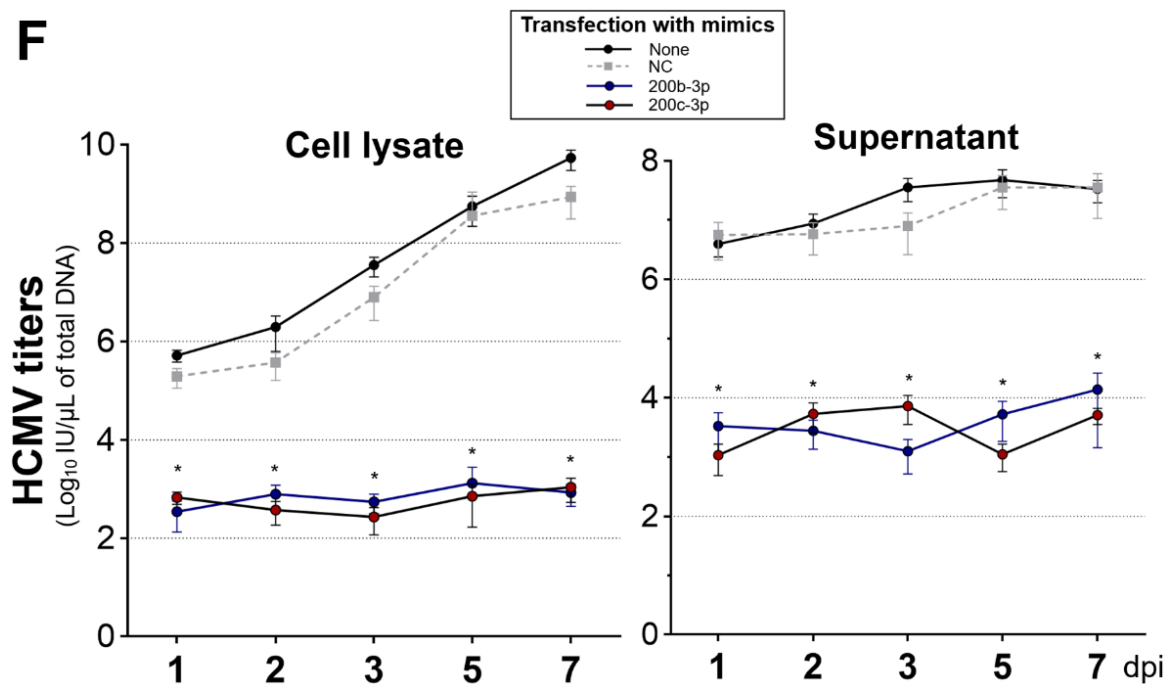 F
Transfection with mimics
None
NC
200b-3p
200c-3p
Cell lysate
Supernatant
HCMV titers
(Log₁₀ IU/µL of total DNA)
10
8
6
4
2
0
* * * * *
1 2 3 5 7
8
6
4
2
0
* * * * *
1 2 3 5 7 dpi